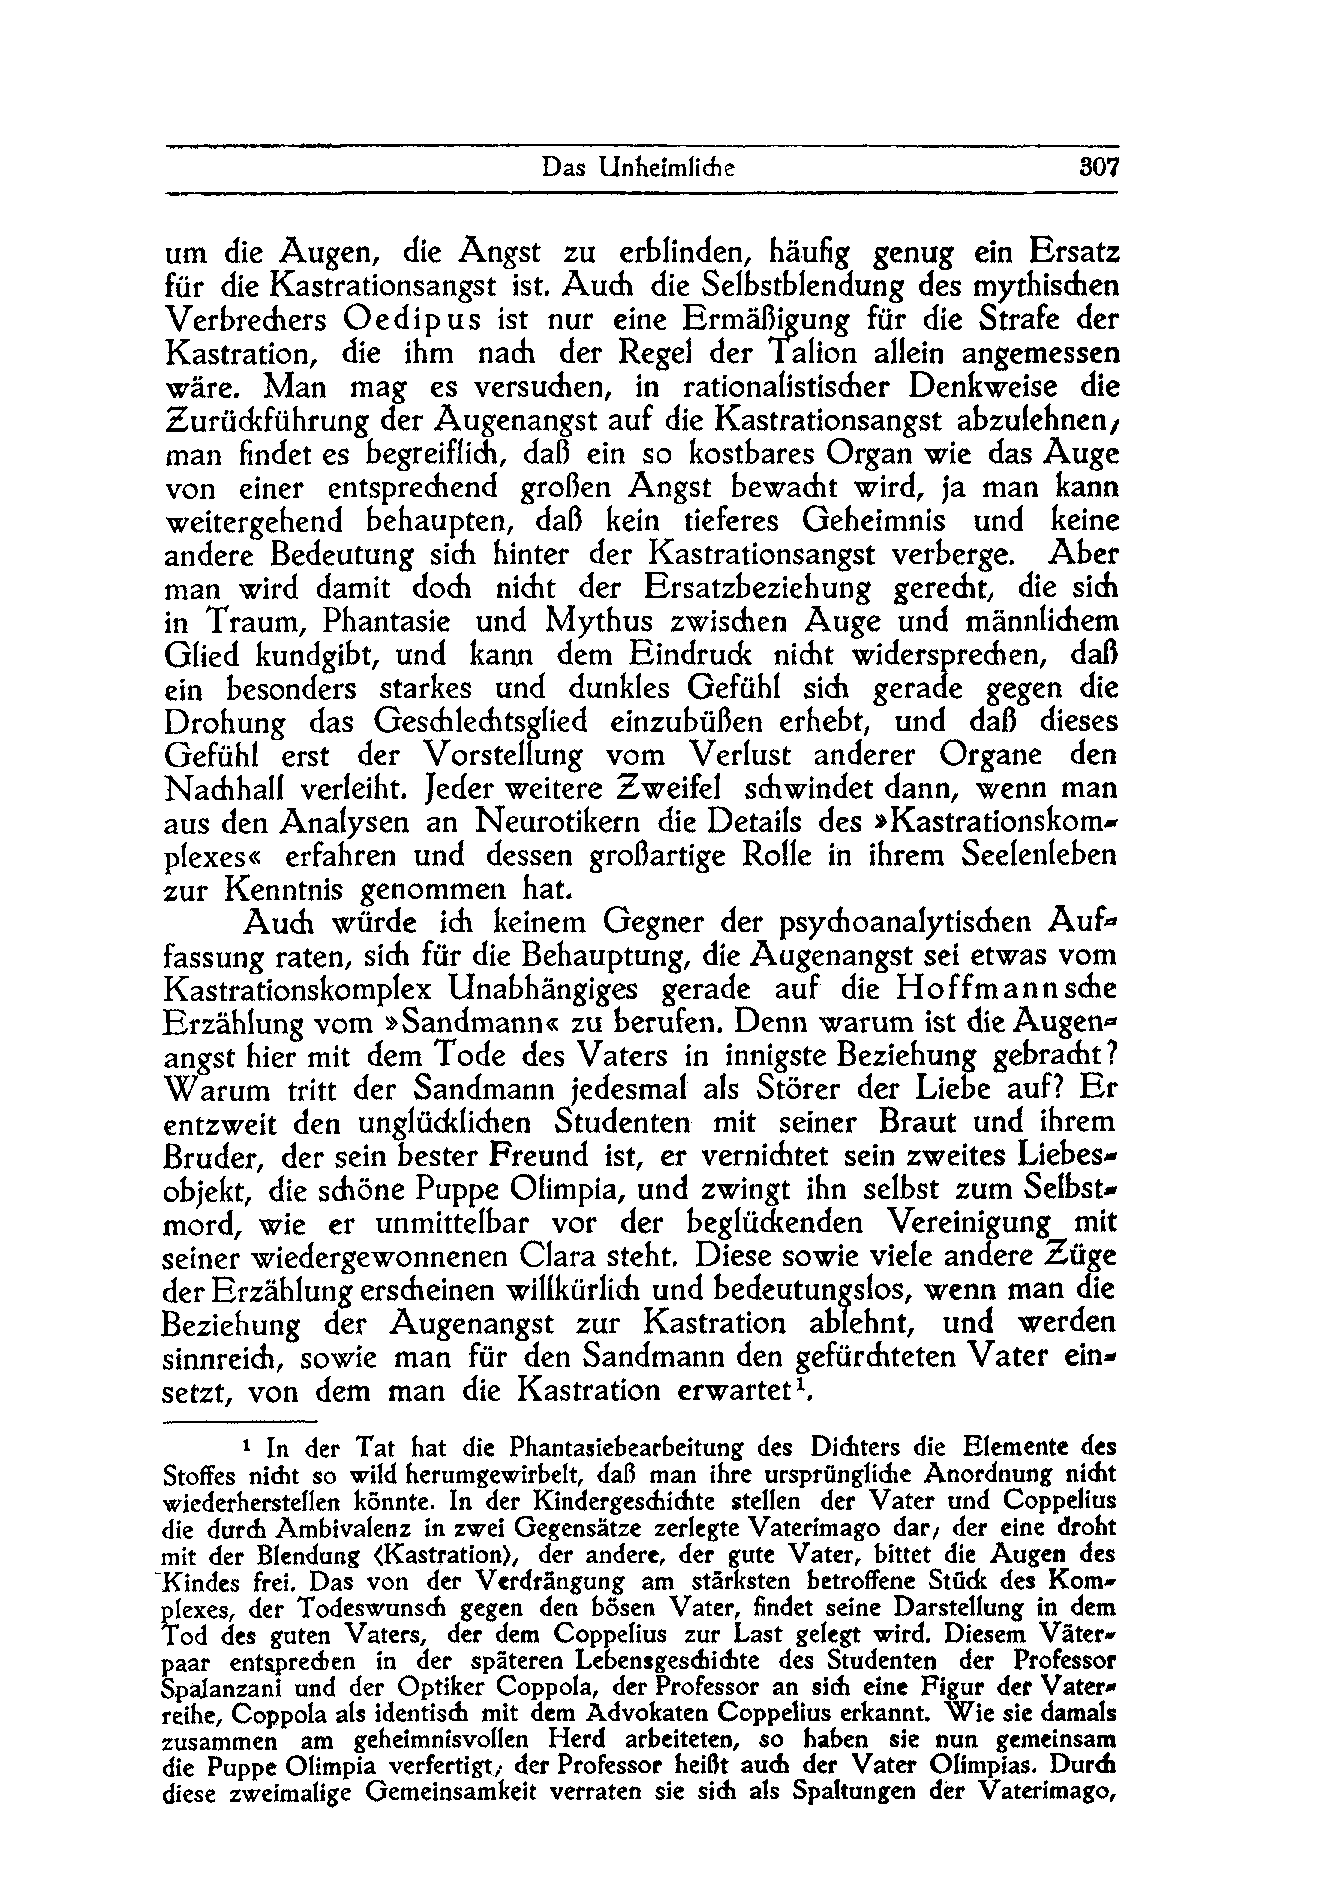 Das Unheimliche 307
um die Augen, die Angst zu erblinden, häufig genug ein Ersatz
für die Kastrationsangst ist. Auch die Selbstblendung des mythischen
Verbrechers Oedipus ist nur eine Ermäßigung für die Strafe der
Kastration, die ihm nach der Regel der Talion allein angemessen
wäre. Man mag es versuchen, in rationalistischer Denkweise die
Zurückführung der Augenangst auf die Kastrationsangst abzulehnen;
man findet es begreiflich, daß ein so kostbares Organ wie das Auge
von einer entsprechend großen Angst bewacht wird, ja man kann
weitergehend behaupten, daß kein tieferes Geheimnis und keine
andere Bedeutung sich hinter der Kastrationsangst verberge. Aber
man wird damit doch nicht der Ersatzbeziehung gerecht, die sich
in Traum, Phantasie und Mythus zwischen Auge und männlichem
Glied kundgibt, und kann dem Eindruck nicht widersprechen, daß
ein besonders starkes und dunkles Gefühl sich gerade gegen die
Drohung das Geschlechtsglied einzubüßen erhebt, und daß dieses
Gefühl erst der Vorstellung vom Verlust anderer Organe den
Nachhall verleiht. Jeder weitere Zweifel schwindet dann, wenn man
aus den Analysen an Neurotikern die Details des »Kastrationskom-
plexes« erfahren und dessen großartige Rolle in ihrem Seelenleben
zur Kenntnis genommen hat.
Auch würde ich keinem Gegner der psychoanalytischen Auf-
fassung raten, sich für die Behauptung, die Augenangst sei etwas vom
Kastrationskomplex Unabhängiges gerade auf die Hoffmannsche
Erzählung vom »Sandmann« zu berufen. Denn warum ist die Augen-
angst hier mit dem Tode des Vaters in innigste Beziehung gebracht?
Warum tritt der Sandmann jedesmal als Störer der Liebe auf? Er
entzweit den unglücklichen Studenten mit seiner Braut und ihrem
Bruder, der sein bester Freund ist, er vernichtet sein zweites Liebes-
objekt, die schöne Puppe Olimpia, und zwingt ihn selbst zum Selbst-
mord, wie er unmittelbar vor der beglückenden Vereinigung mit
seiner wiedergewonnenen Clara steht. Diese sowie viele andere Züge
der Erzählung erscheinen willkürlich und bedeutungslos, wenn man die
Beziehung der Augenangst zur Kastration ablehnt, und werden
sinnreich, sowie man für den Sandmann den gefürchteten Vater ein-
setzt, von dem man die Kastration erwartet¹.
¹ In der Tat hat die Phantasiebearbeitung des Dichters die Elemente des
Stoffes nicht so wild herumgewirbelt, daß man ihre ursprüngliche Anordnung nicht
wiederherstellen könnte. In der Kindergeschichte stellen der Vater und Coppelius
die durch Ambivalenz in zwei Gegensätze zerlegte Vaterimago dar; der eine droht
mit der Blendung (Kastration), der andere, der gute Vater, bittet die Augen des
Kindes frei. Das von der Verdrängung am stärksten betroffene Stück des Kom-
plexes, der Todeswunsch gegen den bösen Vater, findet seine Darstellung in dem
Tod des guten Vaters, der dem Coppelius zur Last gelegt wird. Diesem Väter-
paar entsprechen in der späteren Lebensgeschichte des Studenten der Professor
Spalanzani und der Optiker Coppola, der Professor an sich eine Figur der Vater-
reihe, Coppola als identisch mit dem Advokaten Coppelius erkannt. Wie sie damals
zusammen am geheimnisvollen Herd arbeiteten, so haben sie nun gemeinsam
die Puppe Olimpia verfertigt; der Professor heißt auch der Vater Olimpias. Durch
diese zweimalige Gemeinsamkeit verraten sie sich als Spaltungen der Vaterimago,